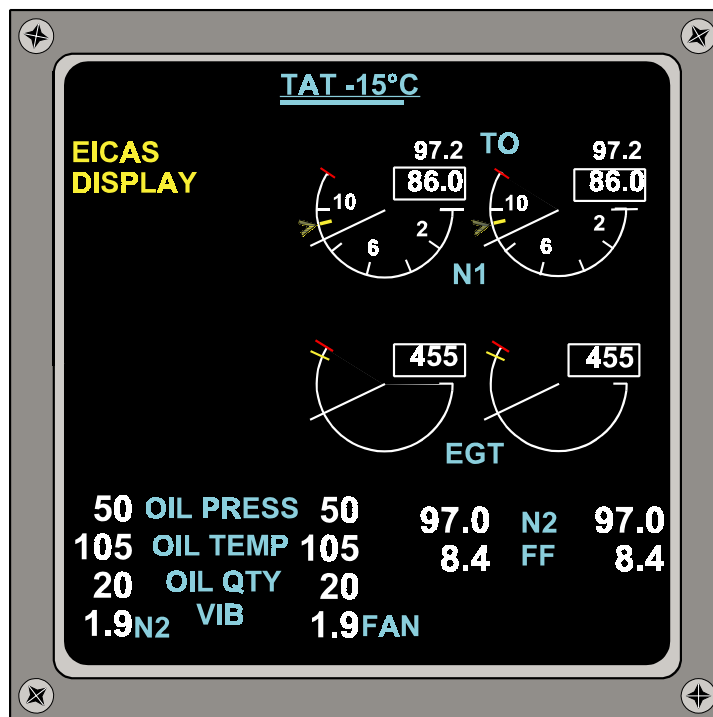 TAT -15°C
EICAS
DISPLAY
97.2 TO 97.2
86.0 86.0
10 2 10 2
6 6
N1
455 455
EGT
50 OIL PRESS 50 97.0 N2 97.0
105 OIL TEMP 105 8.4 FF 8.4
20 OIL QTY 20
1.9 N2 VIB 1.9 FAN